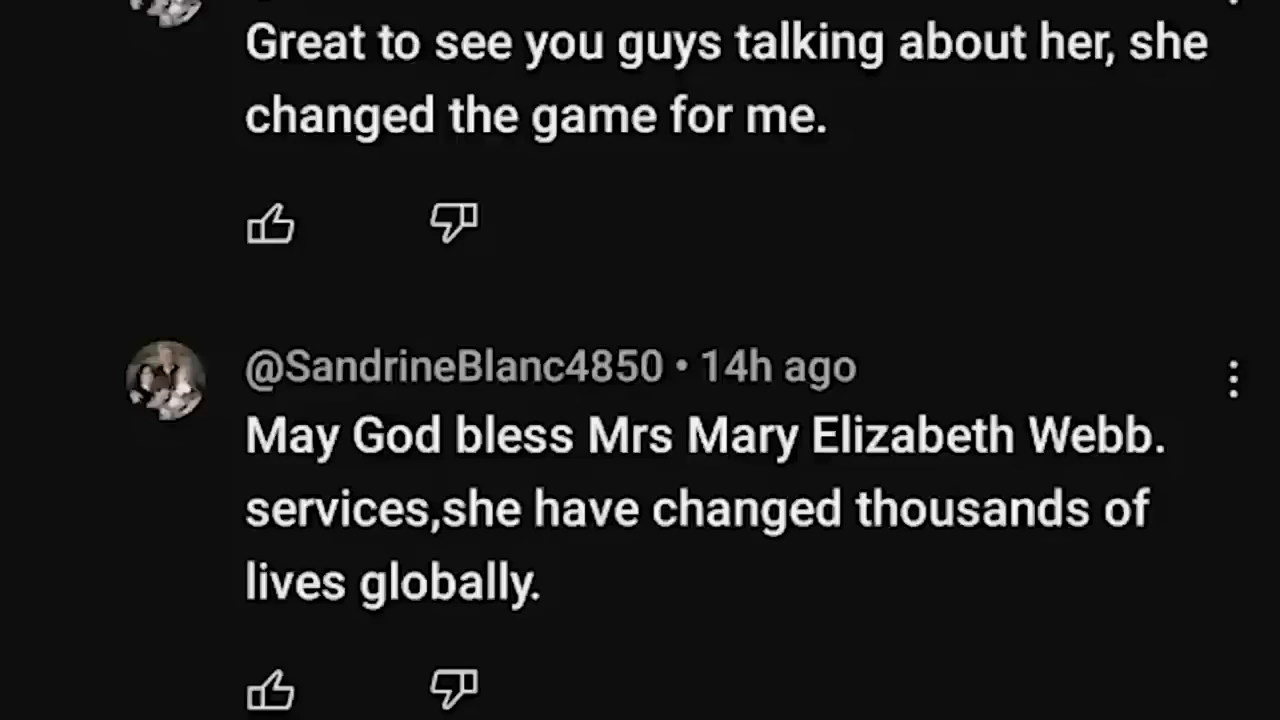 Great to see you guys talking about her, she
changed the game for me.
@SandrineBlanc4850 • 14h ago
May God bless Mrs Mary Elizabeth Webb.
services,she have changed thousands of
lives globally.